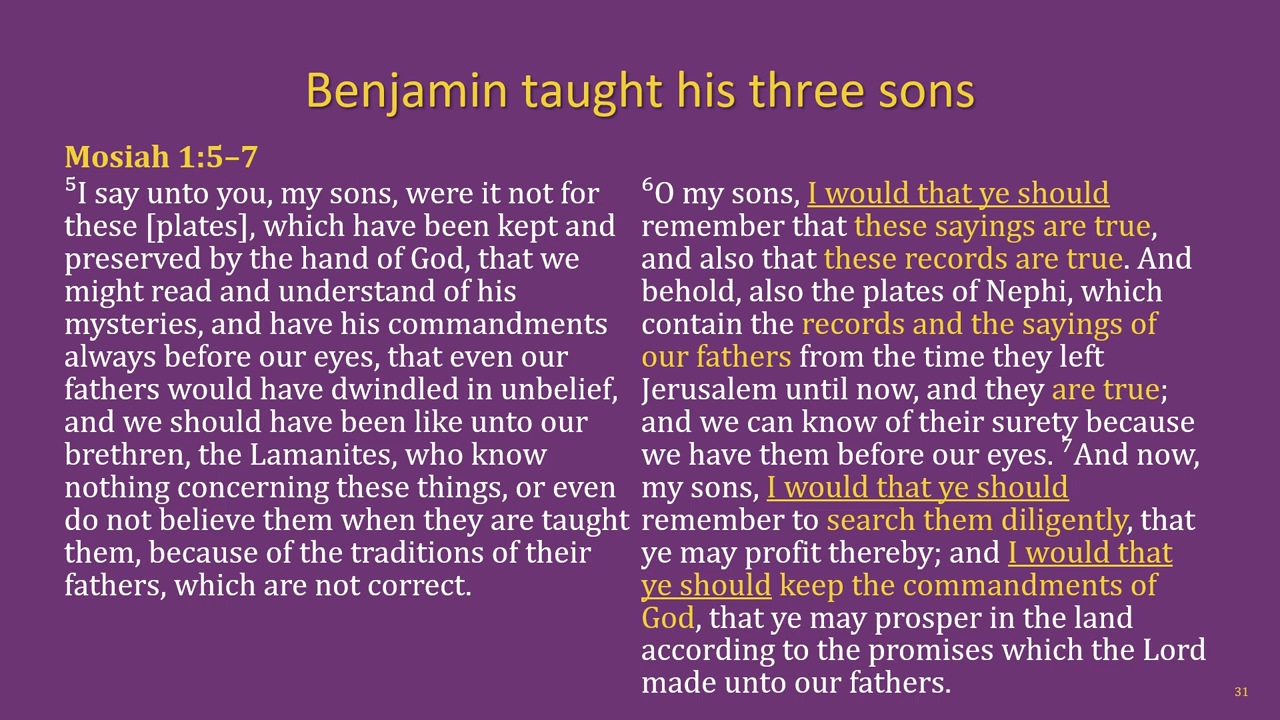 Benjamin taught his three sons
Mosiah 1:5–7
⁵I say unto you, my sons, were it not for
these [plates], which have been kept and
preserved by the hand of God, that we
might read and understand of his
mysteries, and have his commandments
always before our eyes, that even our
fathers would have dwindled in unbelief,
and we should have been like unto our
brethren, the Lamanites, who know
nothing concerning these things, or even
do not believe them when they are taught
them, because of the traditions of their
fathers, which are not correct.
⁶O my sons, I would that ye should
remember that these sayings are true,
and also that these records are true. And
behold, also the plates of Nephi, which
contain the records and the sayings of
our fathers from the time they left
Jerusalem until now, and they are true;
and we can know of their surety because
we have them before our eyes. ⁷And now,
my sons, I would that ye should
remember to search them diligently, that
ye may profit thereby; and I would that
ye should keep the commandments of
God, that ye may prosper in the land
according to the promises which the Lord
made unto our fathers.
31